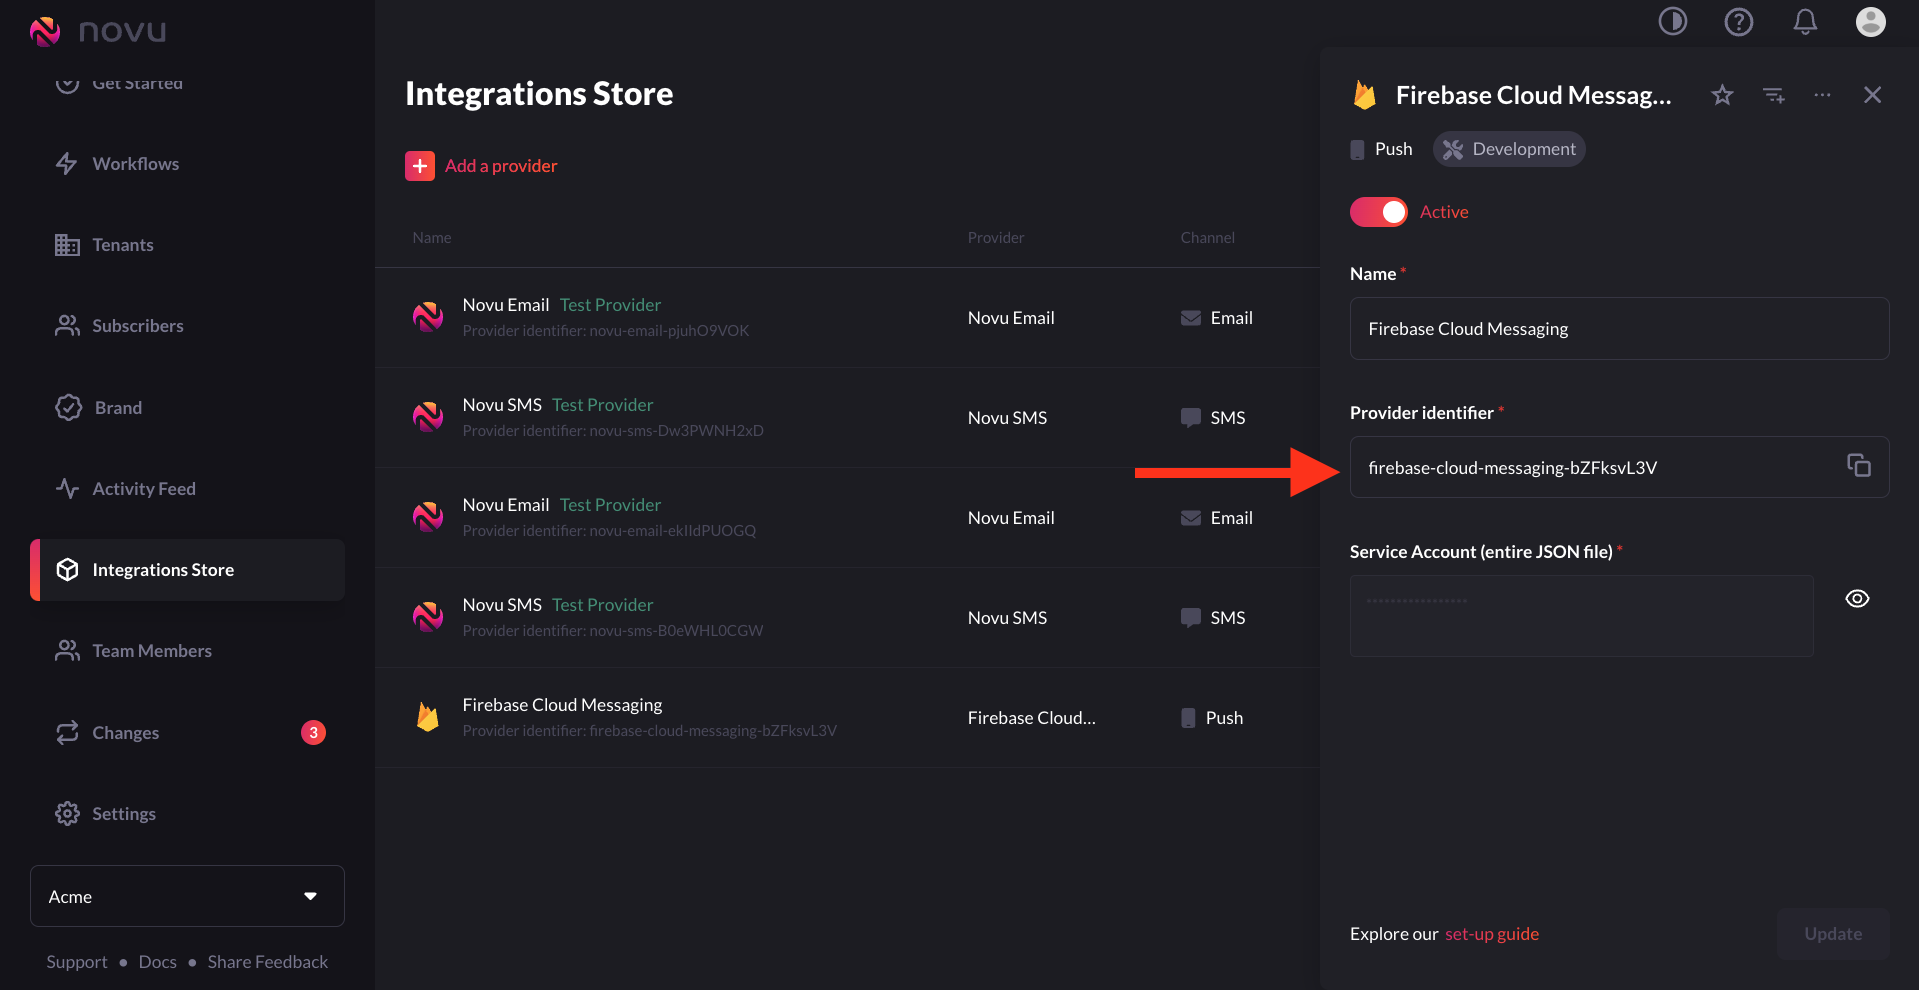 novu
Get Started
Workflows
Tenants
Subscribers
Brand
Activity Feed
Integrations Store
Team Members
Changes 3
Settings
Acme
Support • Docs • Share Feedback
Integrations Store
Add a provider
Name Provider Channel
Novu Email Test Provider
Provider identifier: novu-email-pjuhO9VOK
Novu Email Email
Novu SMS Test Provider
Provider identifier: novu-sms-Dw3PWNH2xD
Novu SMS SMS
Novu Email Test Provider
Provider identifier: novu-email-ekIIdPUOGQ
Novu Email Email
Novu SMS Test Provider
Provider identifier: novu-sms-B0eWHL0CGW
Novu SMS SMS
Firebase Cloud Messaging
Provider identifier: firebase-cloud-messaging-bZFksvL3V
Firebase Cloud... Push
Firebase Cloud Messag...
Push Development
Active
Name *
Firebase Cloud Messaging
Provider identifier *
firebase-cloud-messaging-bZFksvL3V
Service Account (entire JSON file) *
Explore our set-up guide
Update